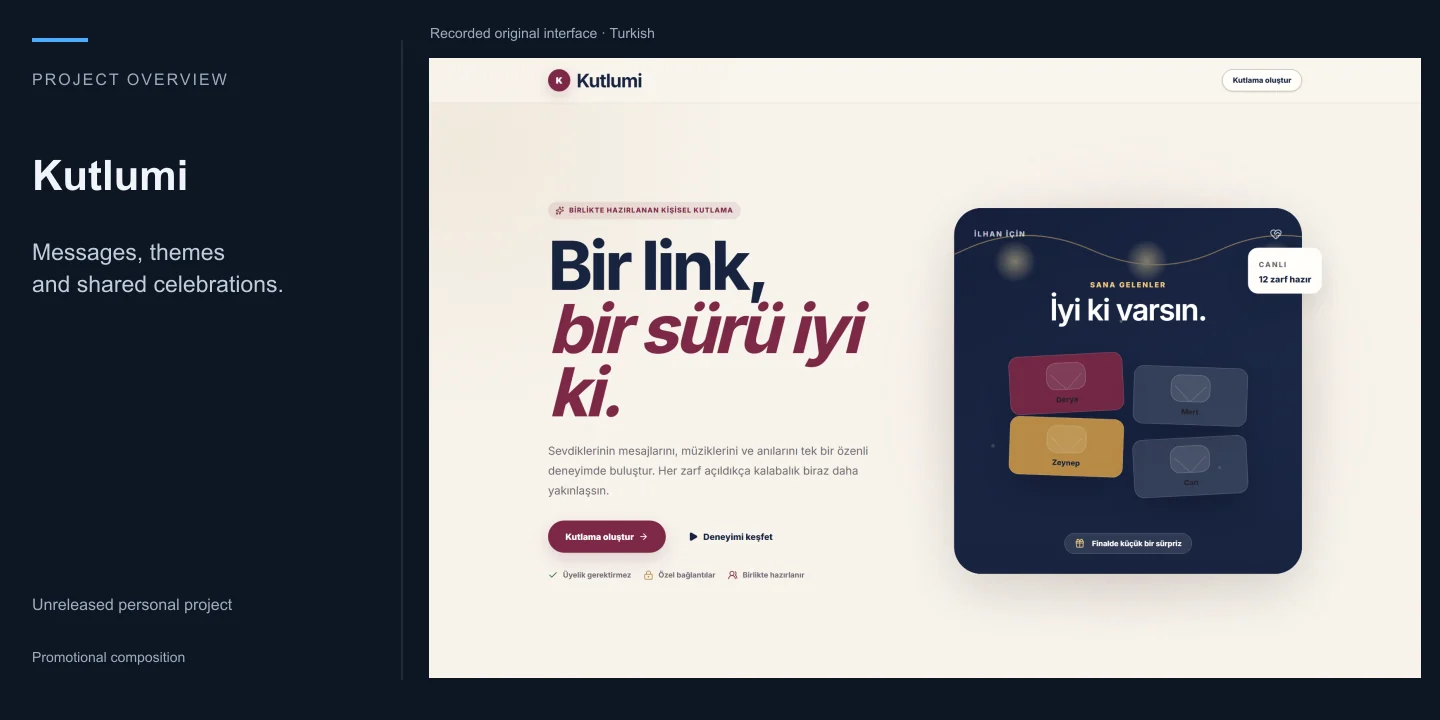 PROJECT OVERVIEW
Kutlumi
Messages, themes
and shared celebrations.
Unreleased personal project
Promotional composition
Recorded original interface · Turkish
K
Kutlumi
Kutlama oluştur
BİRLİKTE HAZIRLANAN KİŞİSEL KUTLAMA
Bir link,
bir sürü iyi
ki.
Sevdiklerinin mesajlarını, müziklerini ve anılarını tek bir özenli
deneyimde buluştur. Her zarf açıldıkça kalabalık biraz daha
yakınlaşsın.
Kutlama oluştur
Deneyimi keşfet
Üyelik gerektirmez
Özel bağlantılar
Birlikte hazırlanır
İLHAN İÇİN
CANLI
12 zarf hazır
SANA GELENLER
İyi ki varsın.
Derya
Mert
Zeynep
Can
Finalde küçük bir sürpriz